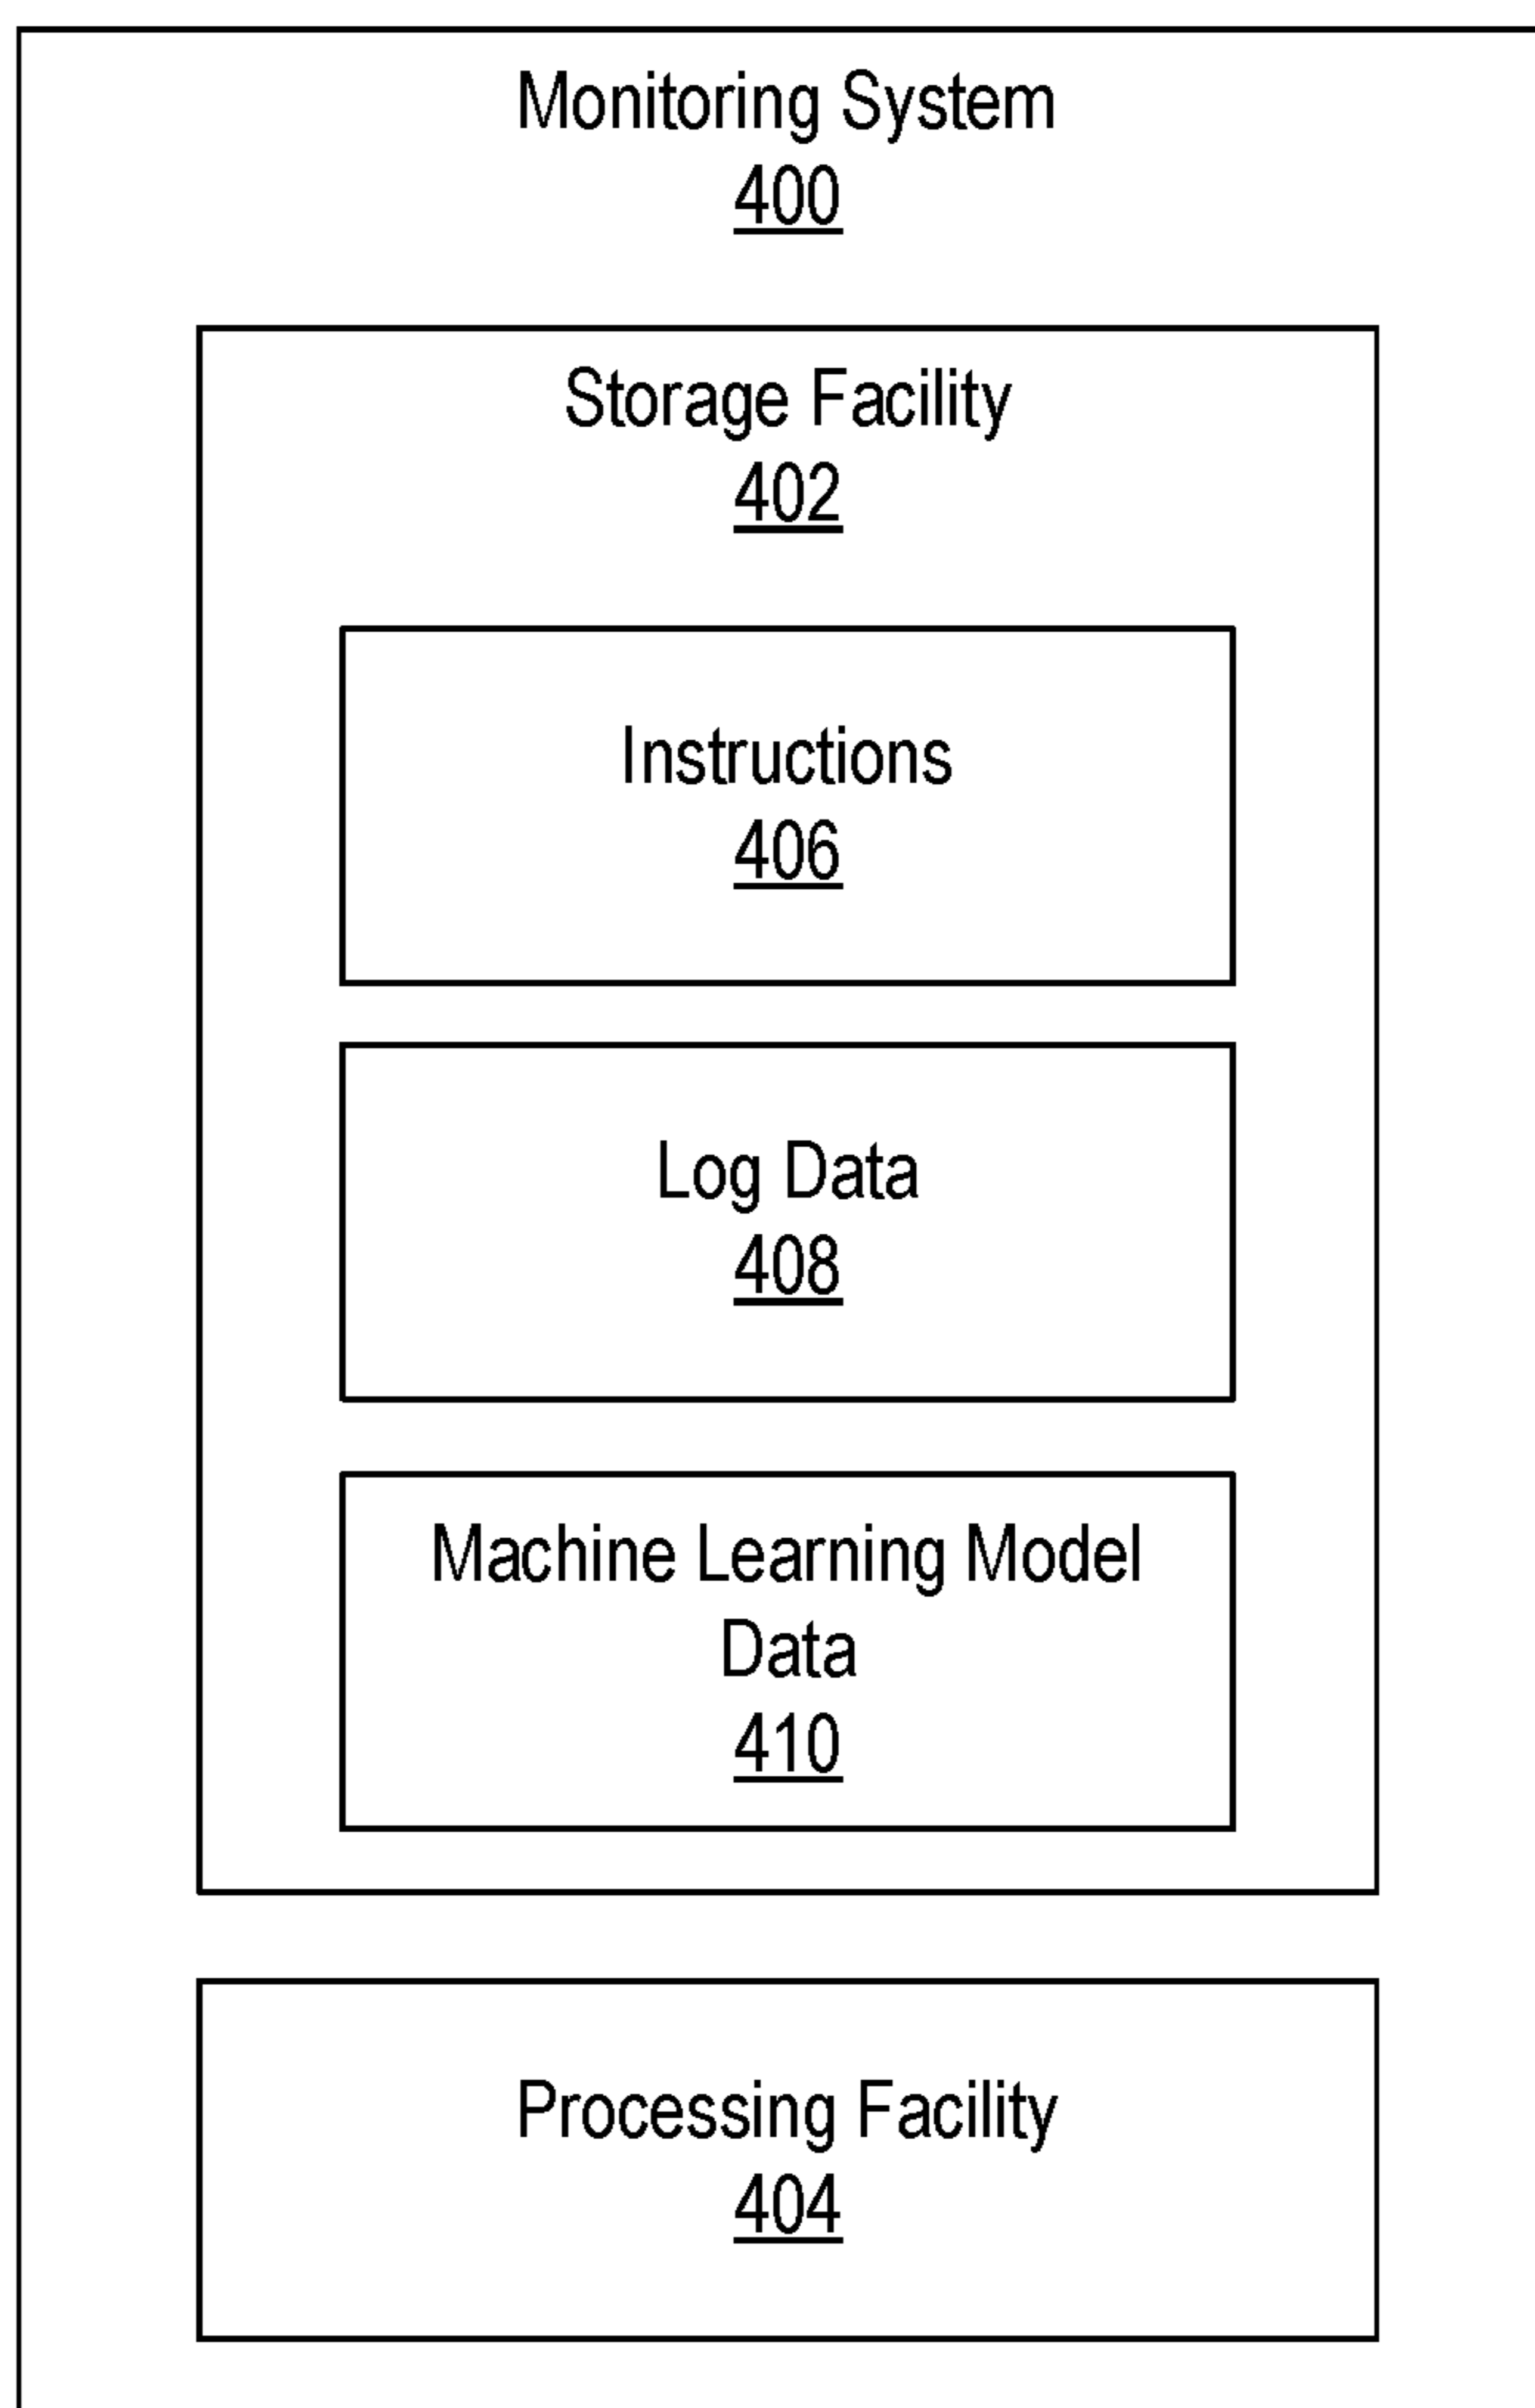 Monitoring System
400
Storage Facility
402
Instructions
406
Log Data
408
Machine Learning Model
Data
410
Processing Facility
404